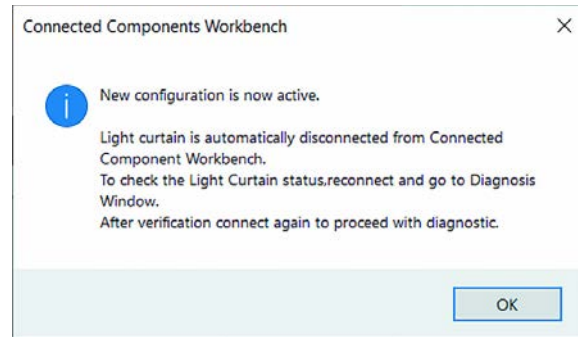 Connected Components Workbench
New configuration is now active.
Light curtain is automatically disconnected from Connected
Component Workbench.
To check the Light Curtain status,reconnect and go to Diagnosis
Window.
After verification connect again to proceed with diagnostic.
OK